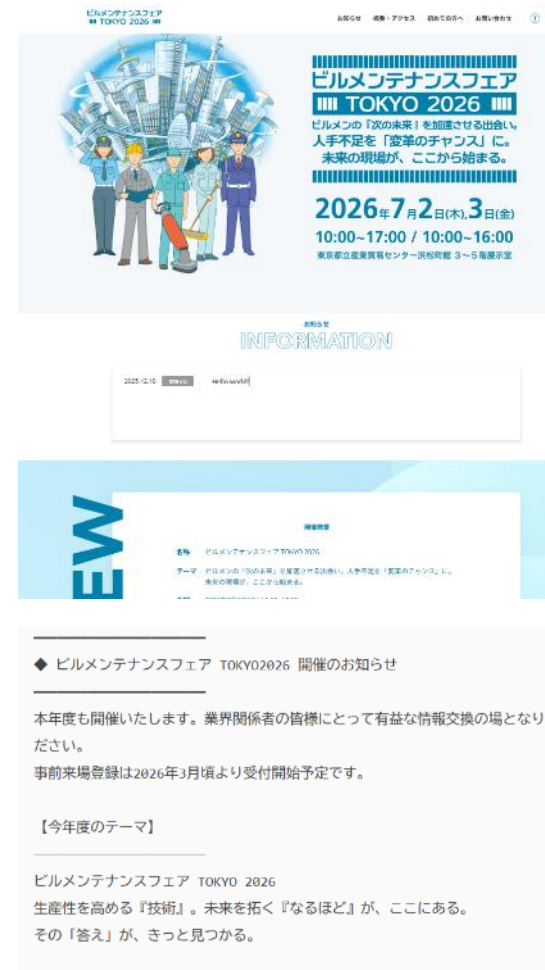 ビルメンテナンスフェア
TOKYO 2026
お知らせ 概要・アクセス 初めての方へ お問い合わせ
ビルメンテナンスフェア
TOKYO 2026
ビルメンの『次の未来』を加速させる出会い。
人手不足を「変革のチャンス」に。
未来の現場が、ここから始まる。
2026年7月2日(木),3日(金)
10:00~17:00 / 10:00~16:00
東京都立産業貿易センター浜松町館 3～5階展示室
お知らせ
INFORMATION
2025.12.10 お知らせ Hello world!
EW
開催概要
名称 ビルメンテナンスフェア TOKYO 2026
テーマ ビルメンの『次の未来』を加速させる出会い。人手不足を「変革のチャンス」に。
未来の現場が、ここから始まる。
◆ ビルメンテナンスフェア TOKYO2026 開催のお知らせ
本年度も開催いたします。業界関係者の皆様にとって有益な情報交換の場となり
ださい。
事前来場登録は2026年3月頃より受付開始予定です。
【今年度のテーマ】
ビルメンテナンスフェア TOKYO 2026
生産性を高める『技術』。未来を拓く『なるほど』が、ここにある。
その「答え」が、きっと見つかる。